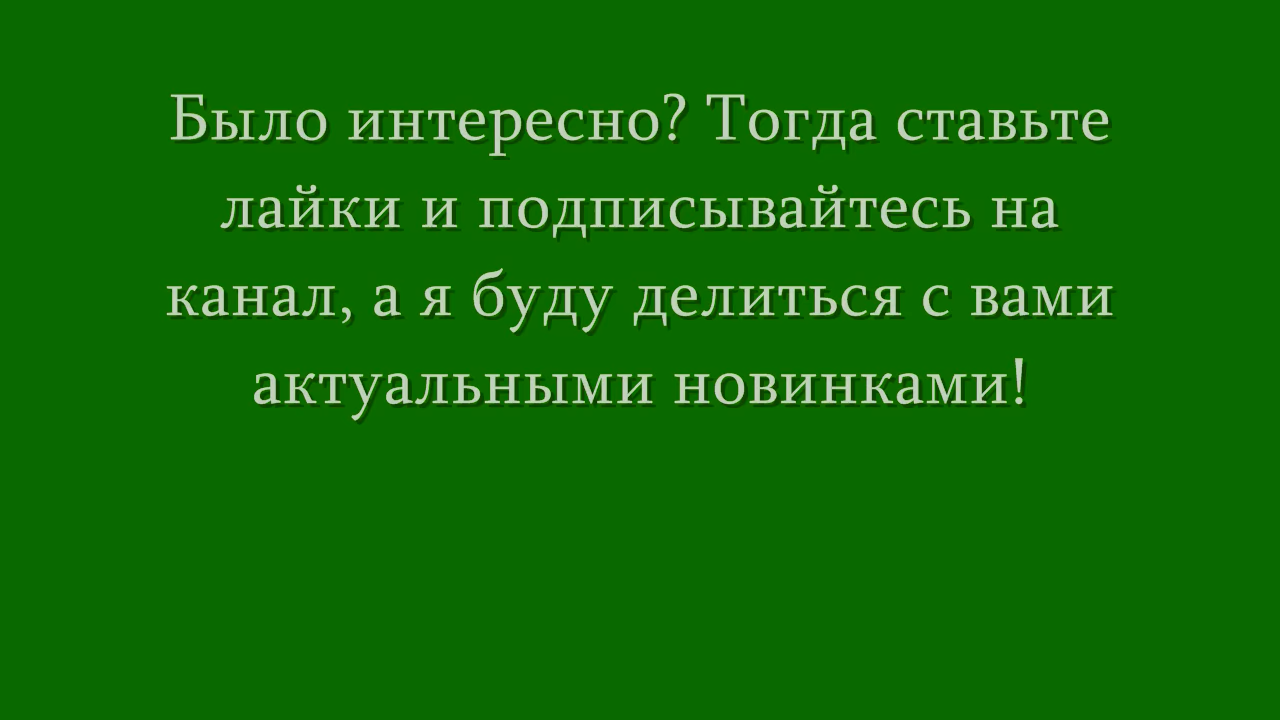 Было интересно? Тогда ставьте
лайки и подписывайтесь на
канал, а я буду делиться с вами
актуальными новинками!